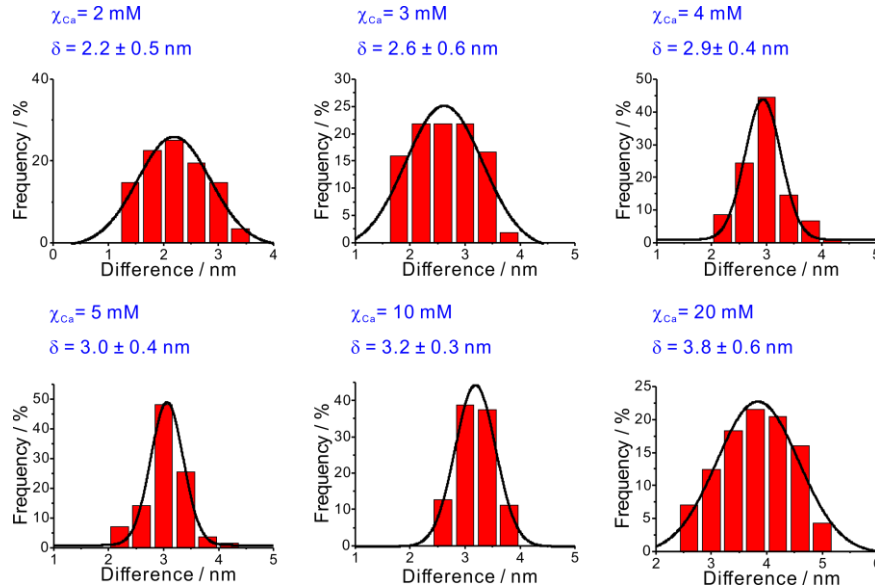 χCa= 2 mM
δ = 2.2 ± 0.5 nm
Frequency / %
40
20
0
0 1 2 3 4
Difference / nm
χCa= 3 mM
δ = 2.6 ± 0.6 nm
Frequency / %
30
25
20
15
10
5
0
1 2 3 4 5
Difference / nm
χCa= 4 mM
δ = 2.9± 0.4 nm
Frequency / %
50
40
30
20
10
0
1 2 3 4 5
Difference / nm
χCa= 5 mM
δ = 3.0 ± 0.4 nm
Frequency / %
50
40
30
20
10
0
1 2 3 4 5
Difference / nm
χCa= 10 mM
δ = 3.2 ± 0.3 nm
Frequency / %
40
30
20
10
0
1 2 3 4 5
Difference / nm
χCa= 20 mM
δ = 3.8 ± 0.6 nm
Frequency / %
25
20
15
10
5
0
2 3 4 5 6
Difference / nm